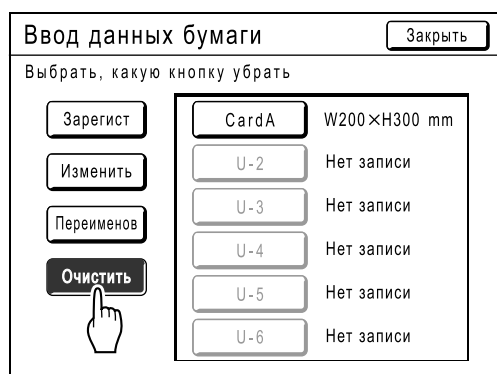 Ввод данных бумаги
Закрыть
Выбрать, какую кнопку убрать
Зарегист
Изменить
Переименов
Очистить
CardA W200×H300 mm
U-2 Нет записи
U-3 Нет записи
U-4 Нет записи
U-5 Нет записи
U-6 Нет записи